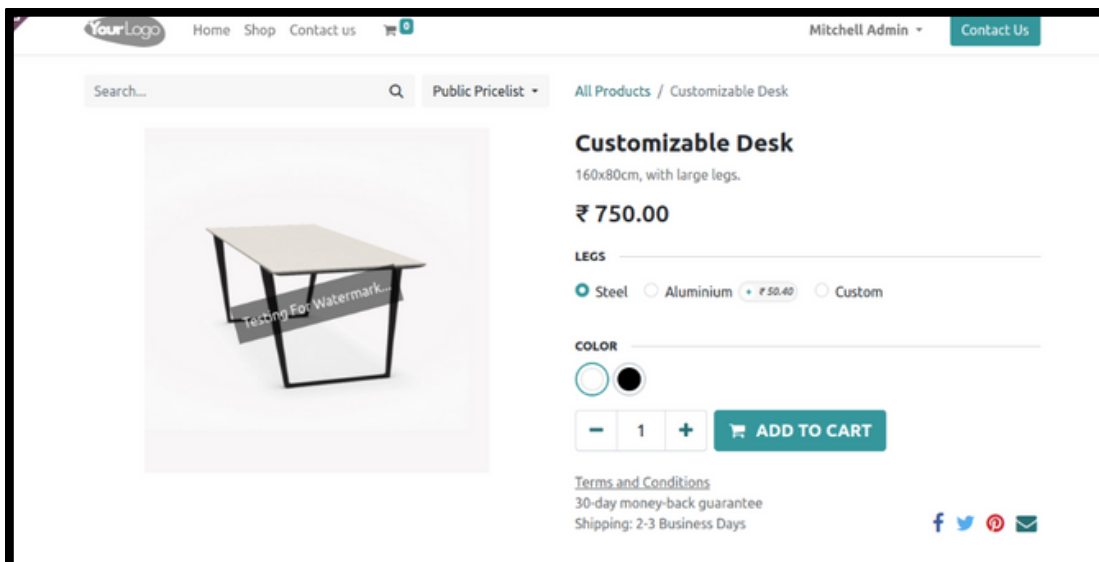 YourLogo
Home Shop Contact us 0
Mitchell Admin
Contact Us
Search...
Public Pricelist
All Products / Customizable Desk
Customizable Desk
160x80cm, with large legs.
₹ 750.00
LEGS
Steel Aluminium + ₹ 50.40 Custom
COLOR
- 1 + ADD TO CART
Terms and Conditions
30-day money-back guarantee
Shipping: 2-3 Business Days
Testing For Watermark...